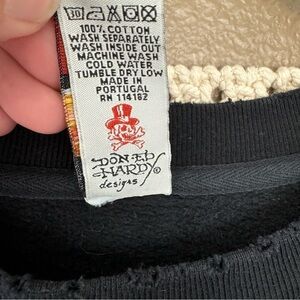 30
100% COTTON
WASH SEPARATELY
WASH INSIDE OUT
MACHINE WASH
COLD WATER
TUMBLE DRY LOW
MADE IN
PORTUGAL
RN 114182
DON ED
HARDY®
designs